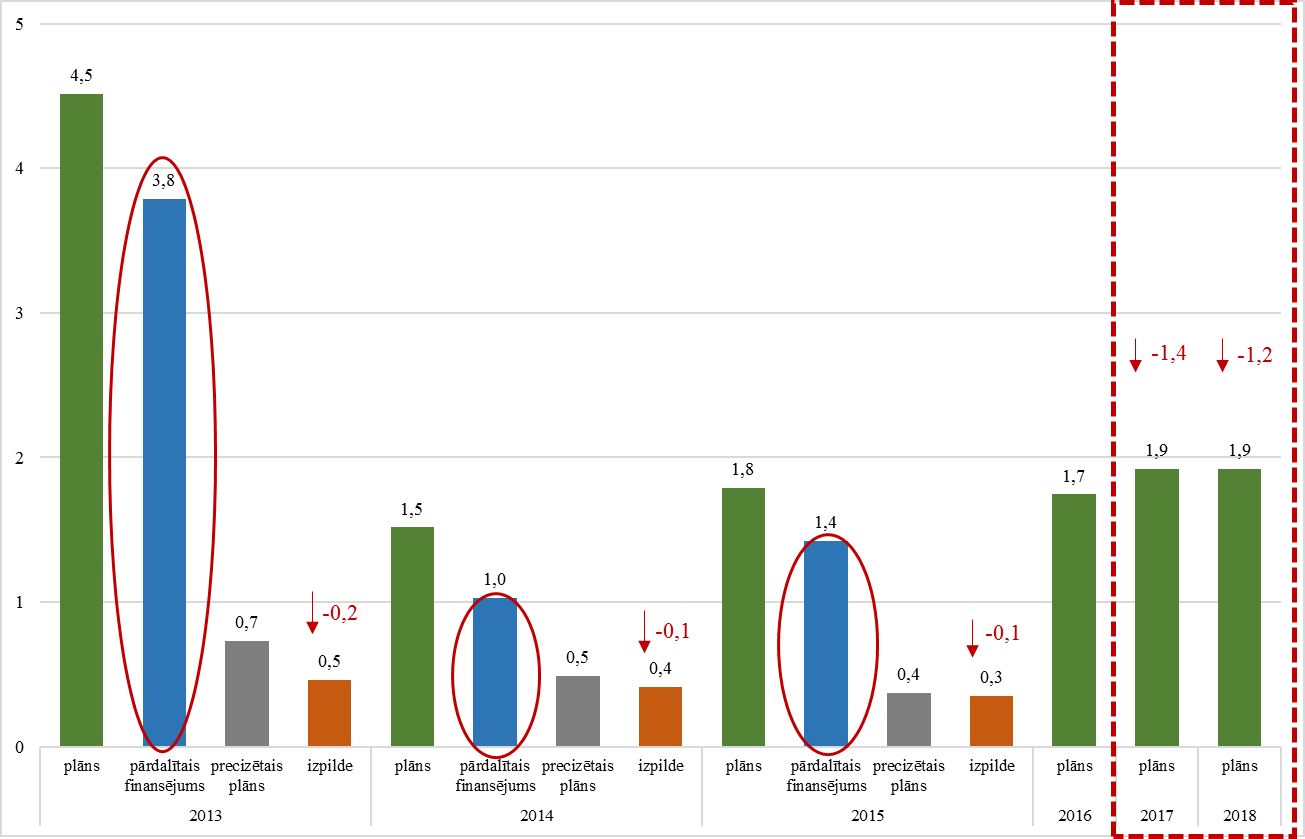 5
4,5
4
3,8
3
-1,4
-1,2
2
1,9
1,9
1,8
1,7
1,5
1,4
1,0
1
0,7
-0,2
0,5
0,5
-0,1
0,4
0,4
-0,1
0,3
0
plāns
pārdalītais
finansējums
precizētais
plāns
izpilde
plāns
pārdalītais
finansējums
precizētais
plāns
izpilde
plāns
pārdalītais
finansējums
precizētais
plāns
izpilde
plāns
plāns
plāns
2013
2014
2015
2016
2017
2018